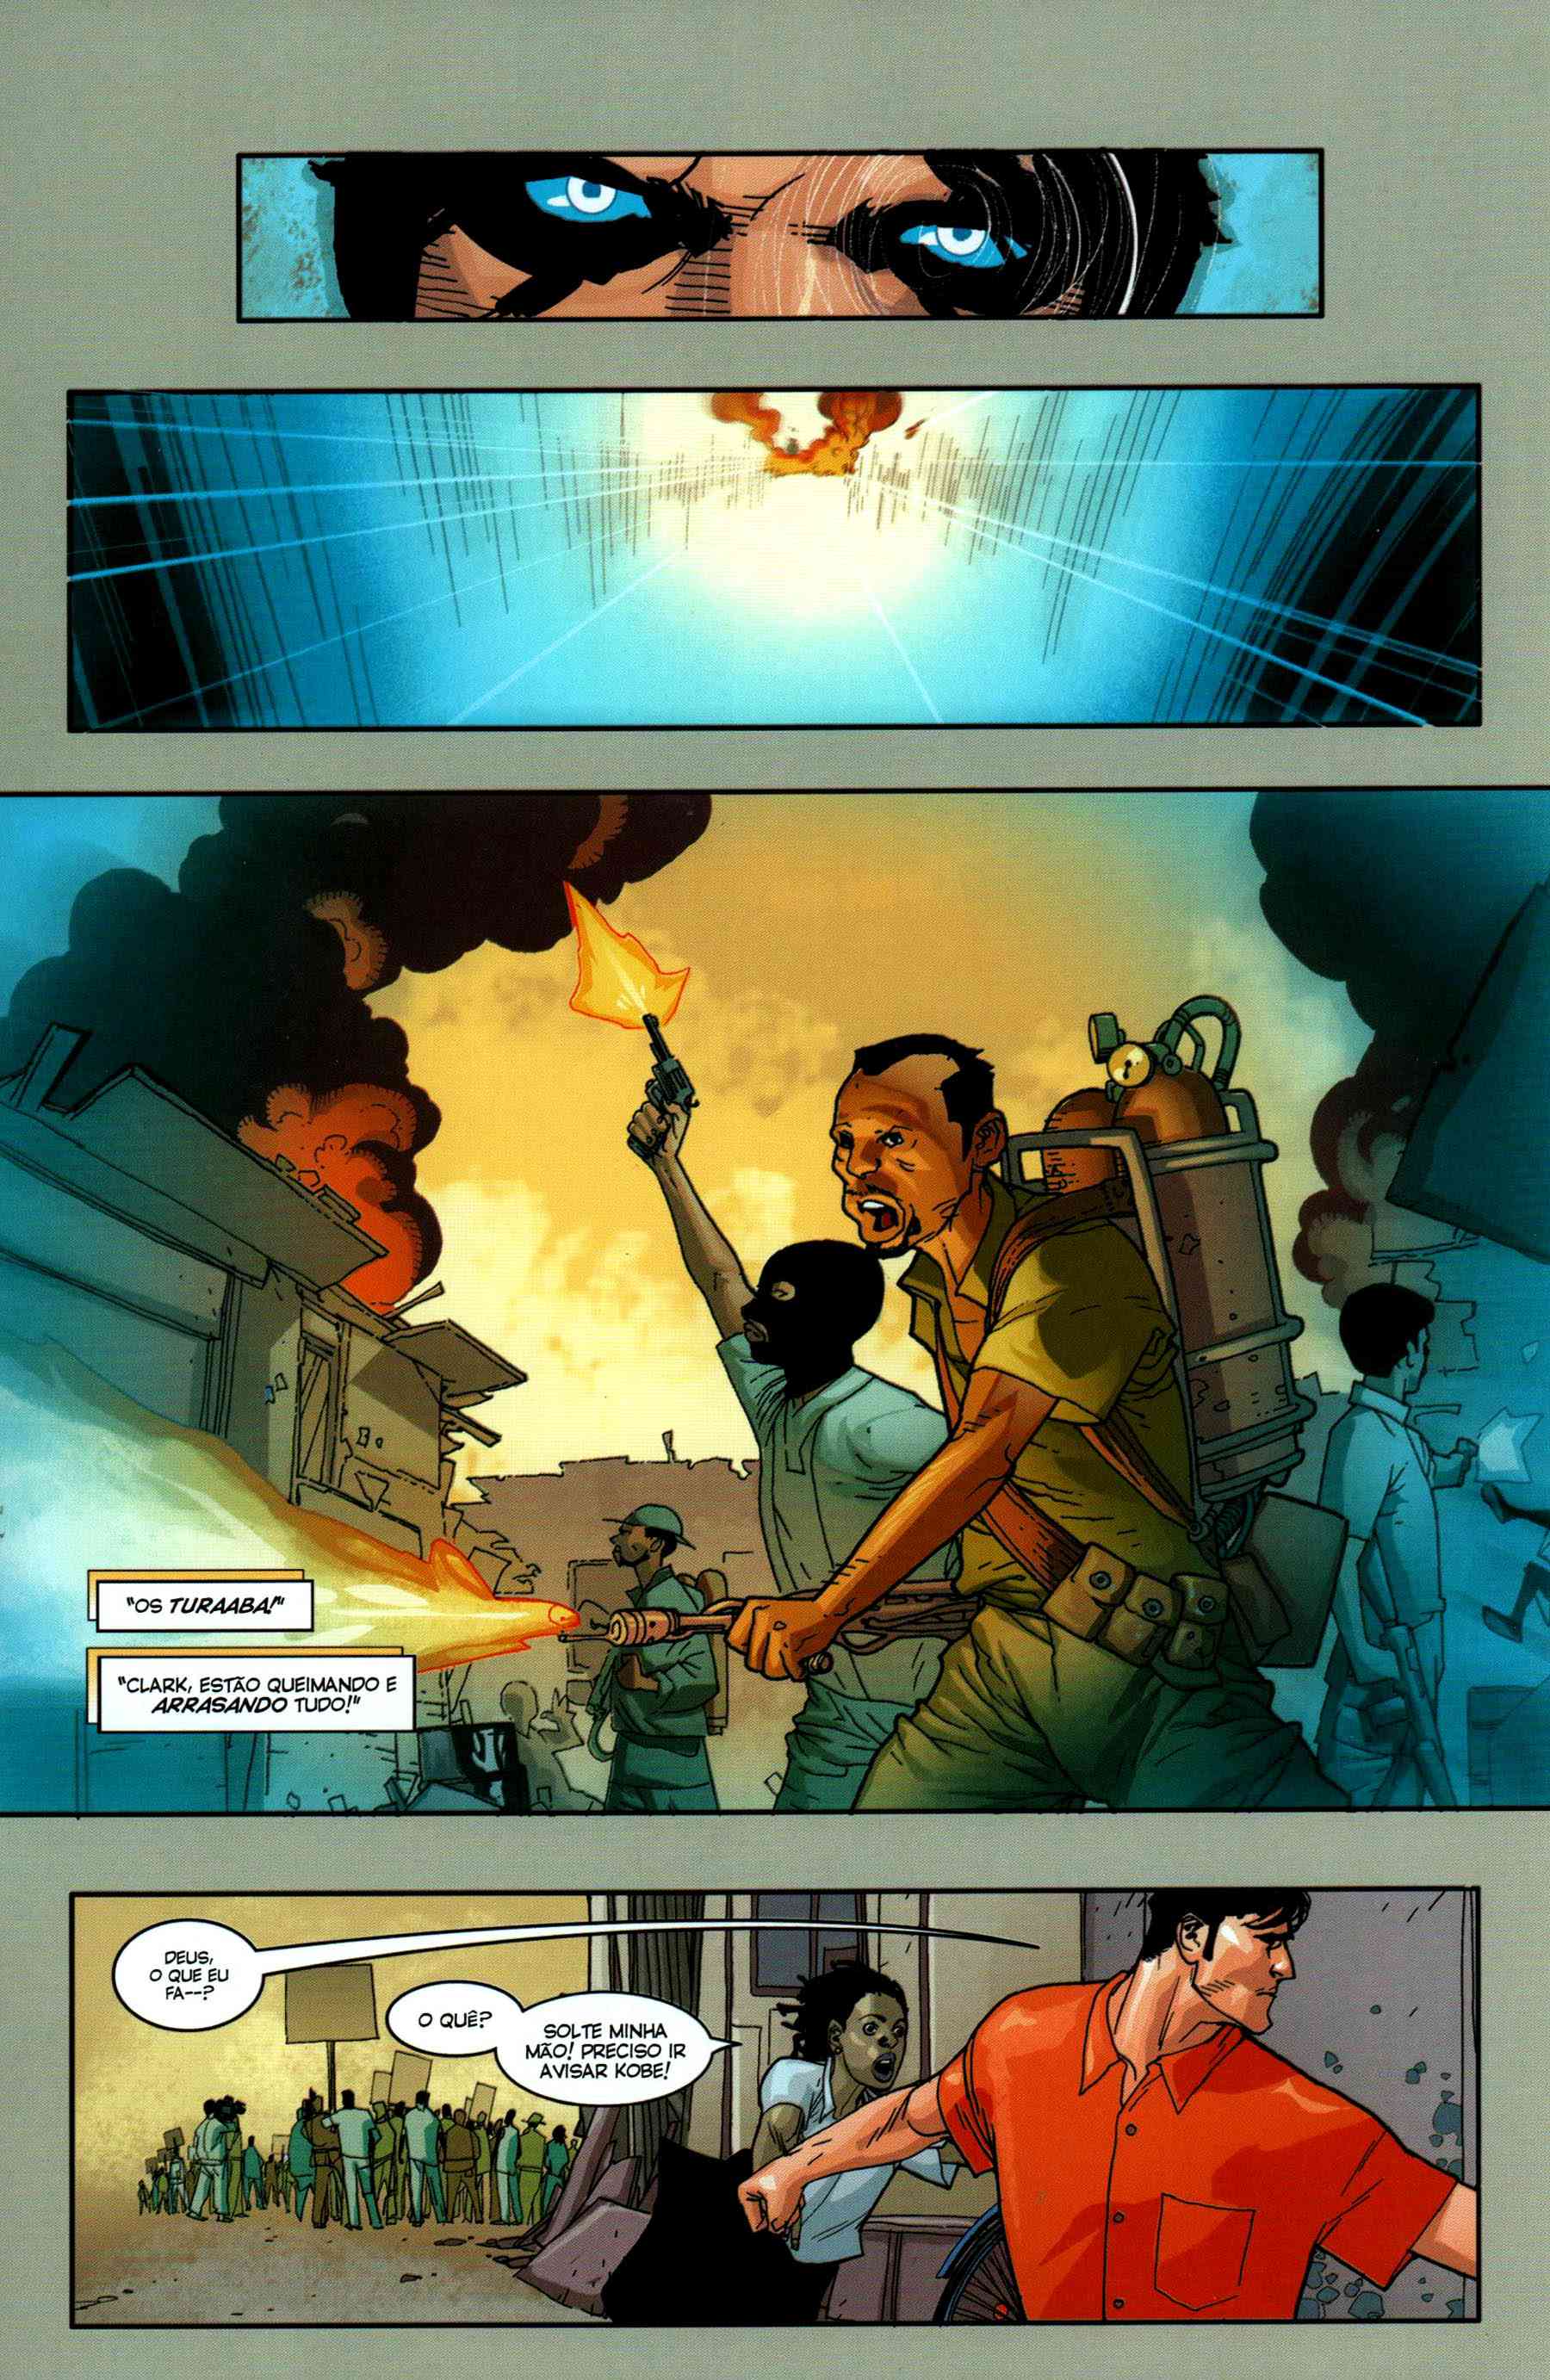 "OS TURAABA!"
"CLARK, ESTÃO QUEIMANDO E
ARRASANDO TUDO!"
DEUS,
O QUE EU
FA--?
O QUÊ?
SOLTE MINHA
MÃO! PRECISO IR
AVISAR KOBE!